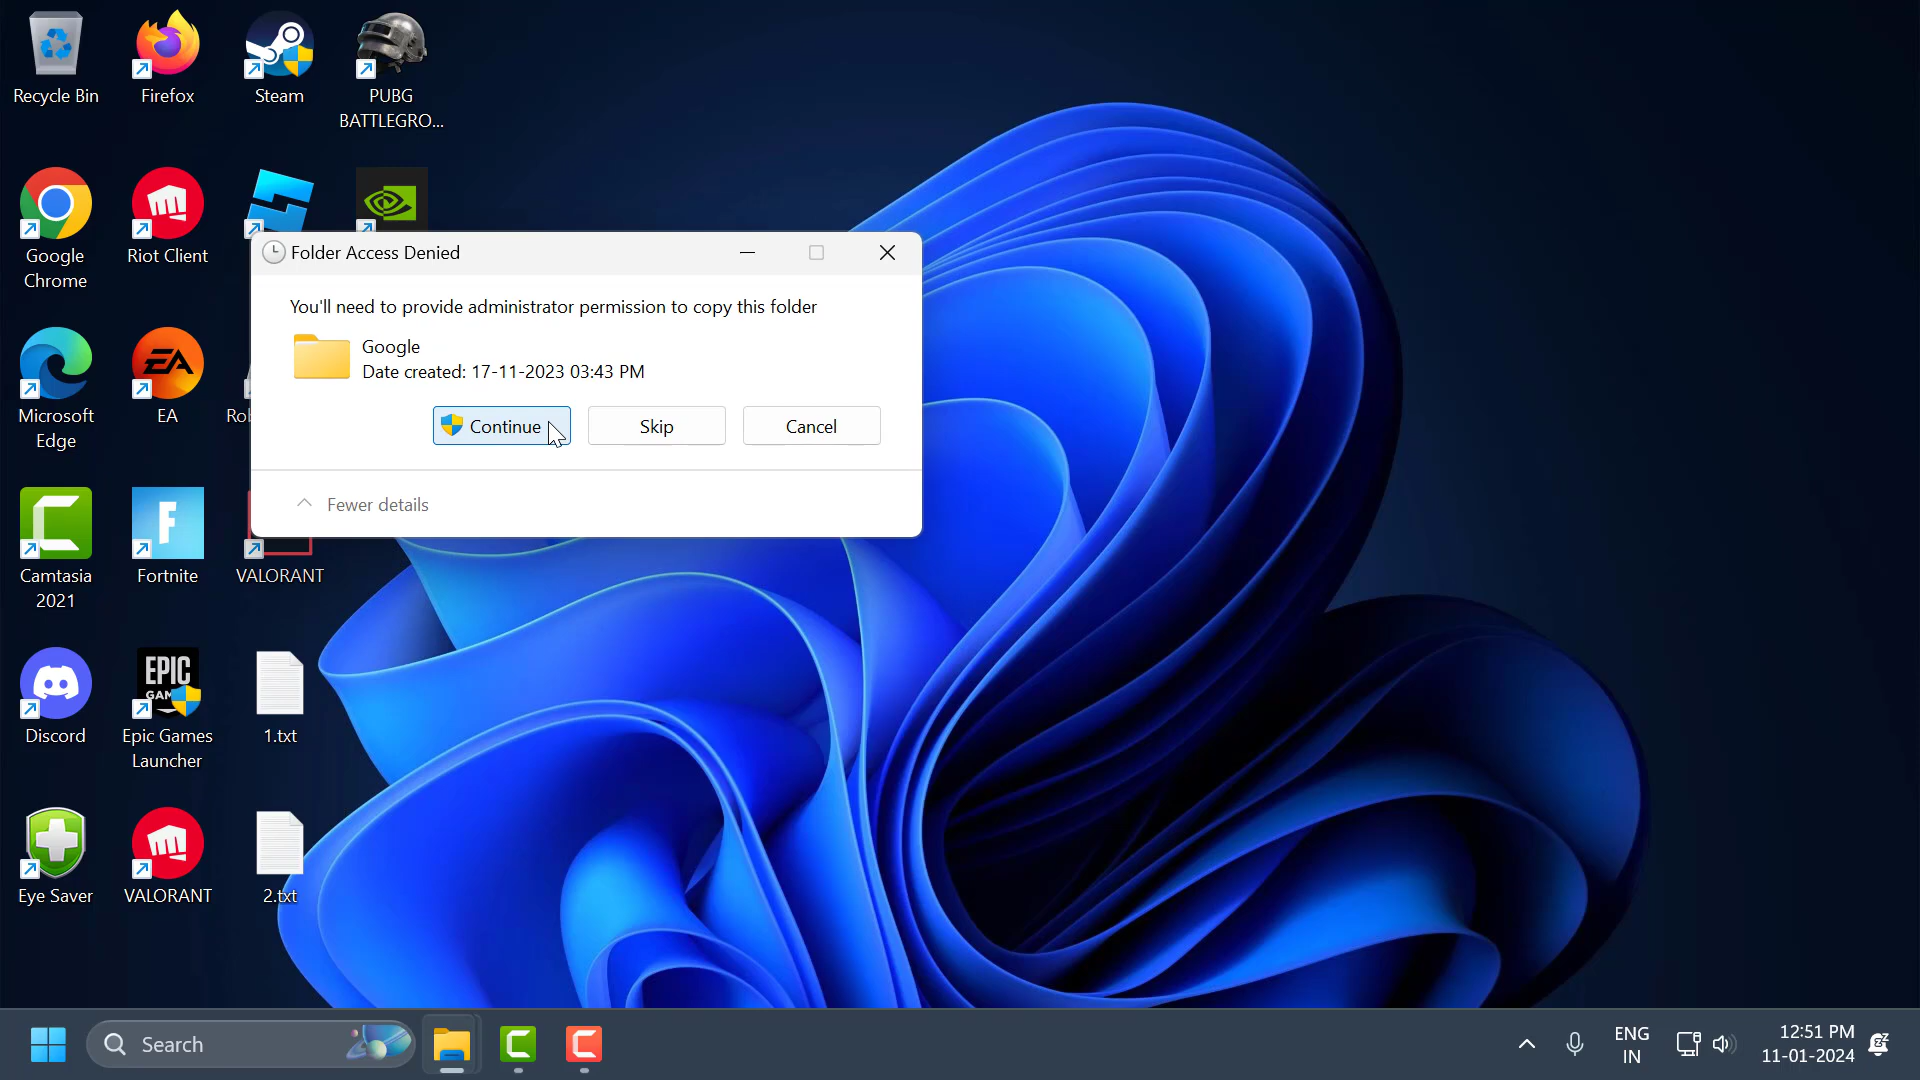 Recycle Bin
Firefox
Steam
PUBG
BATTLEGRO...
Google
Chrome
Riot Client
Folder Access Denied
You'll need to provide administrator permission to copy this folder
Google
Date created: 17-11-2023 03:43 PM
Continue
Skip
Cancel
Fewer details
Microsoft
Edge
EA
EA
Camtasia
2021
F
Fortnite
VALORANT
Discord
EPIC
Epic Games
Launcher
1.txt
Eye Saver
VALORANT
2.txt
Search
ENG
IN
12:51 PM
11-01-2024